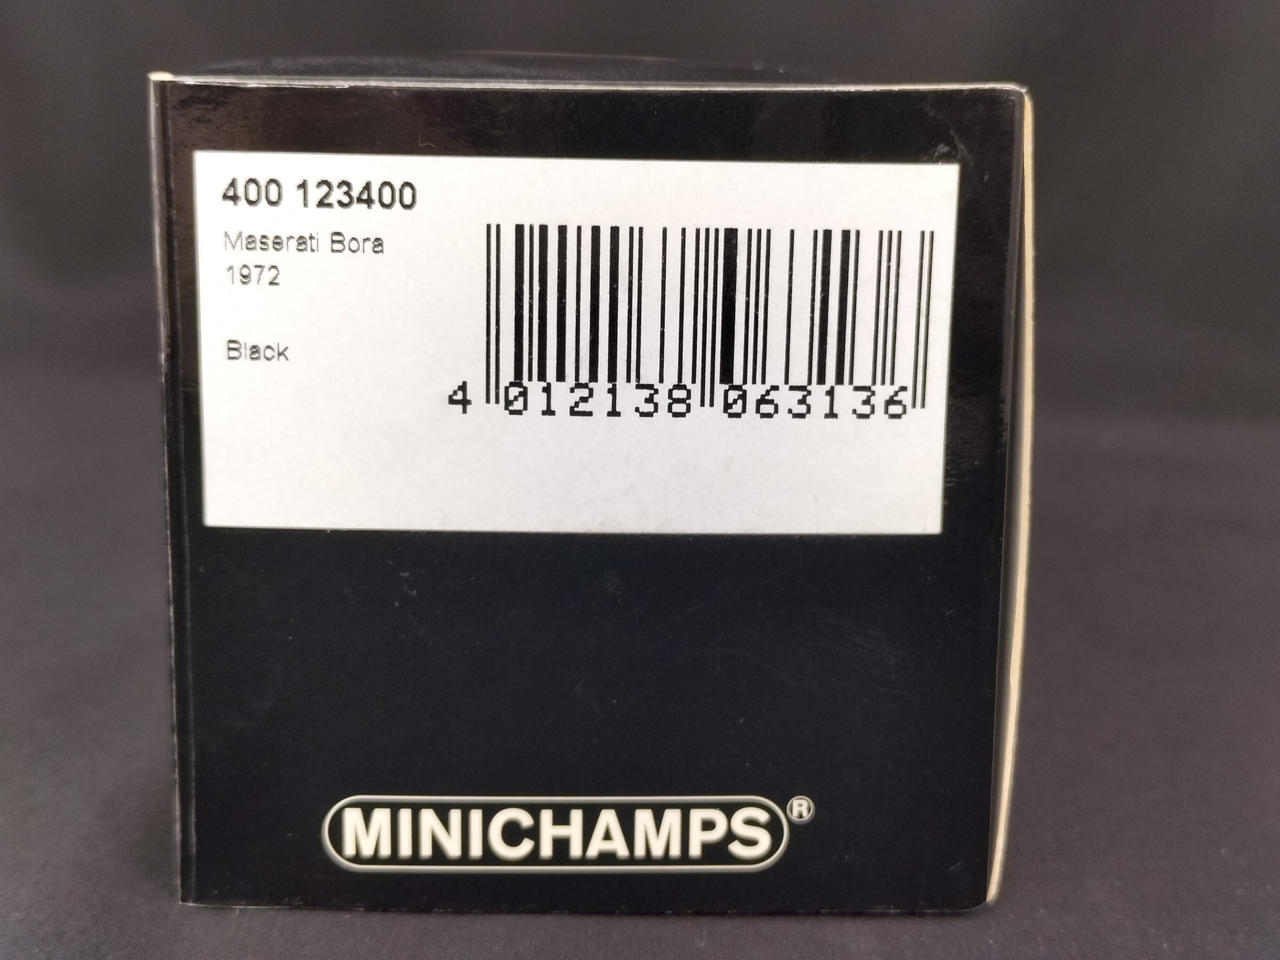 400 123400
Maserati Bora
1972
Black
4 012138 063136
MINICHAMPS®